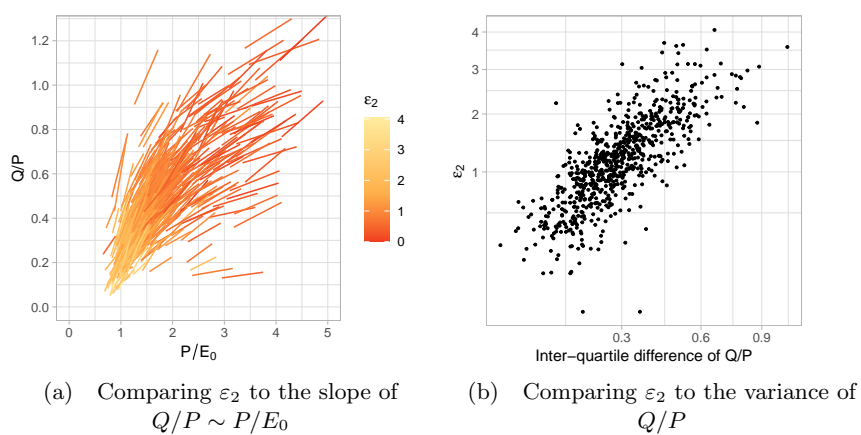 1.2
1.0
0.8
0.6
0.4
0.2
0.0
Q/P
0 1 2 3 4 5
P/E₀
ε₂
4
3
2
1
0
4
3
2
1
ε₂
0.3 0.6 0.9
Inter−quartile difference of Q/P
(a) Comparing ε₂ to the slope of
Q/P ∼ P/E₀
(b) Comparing ε₂ to the variance of
Q/P